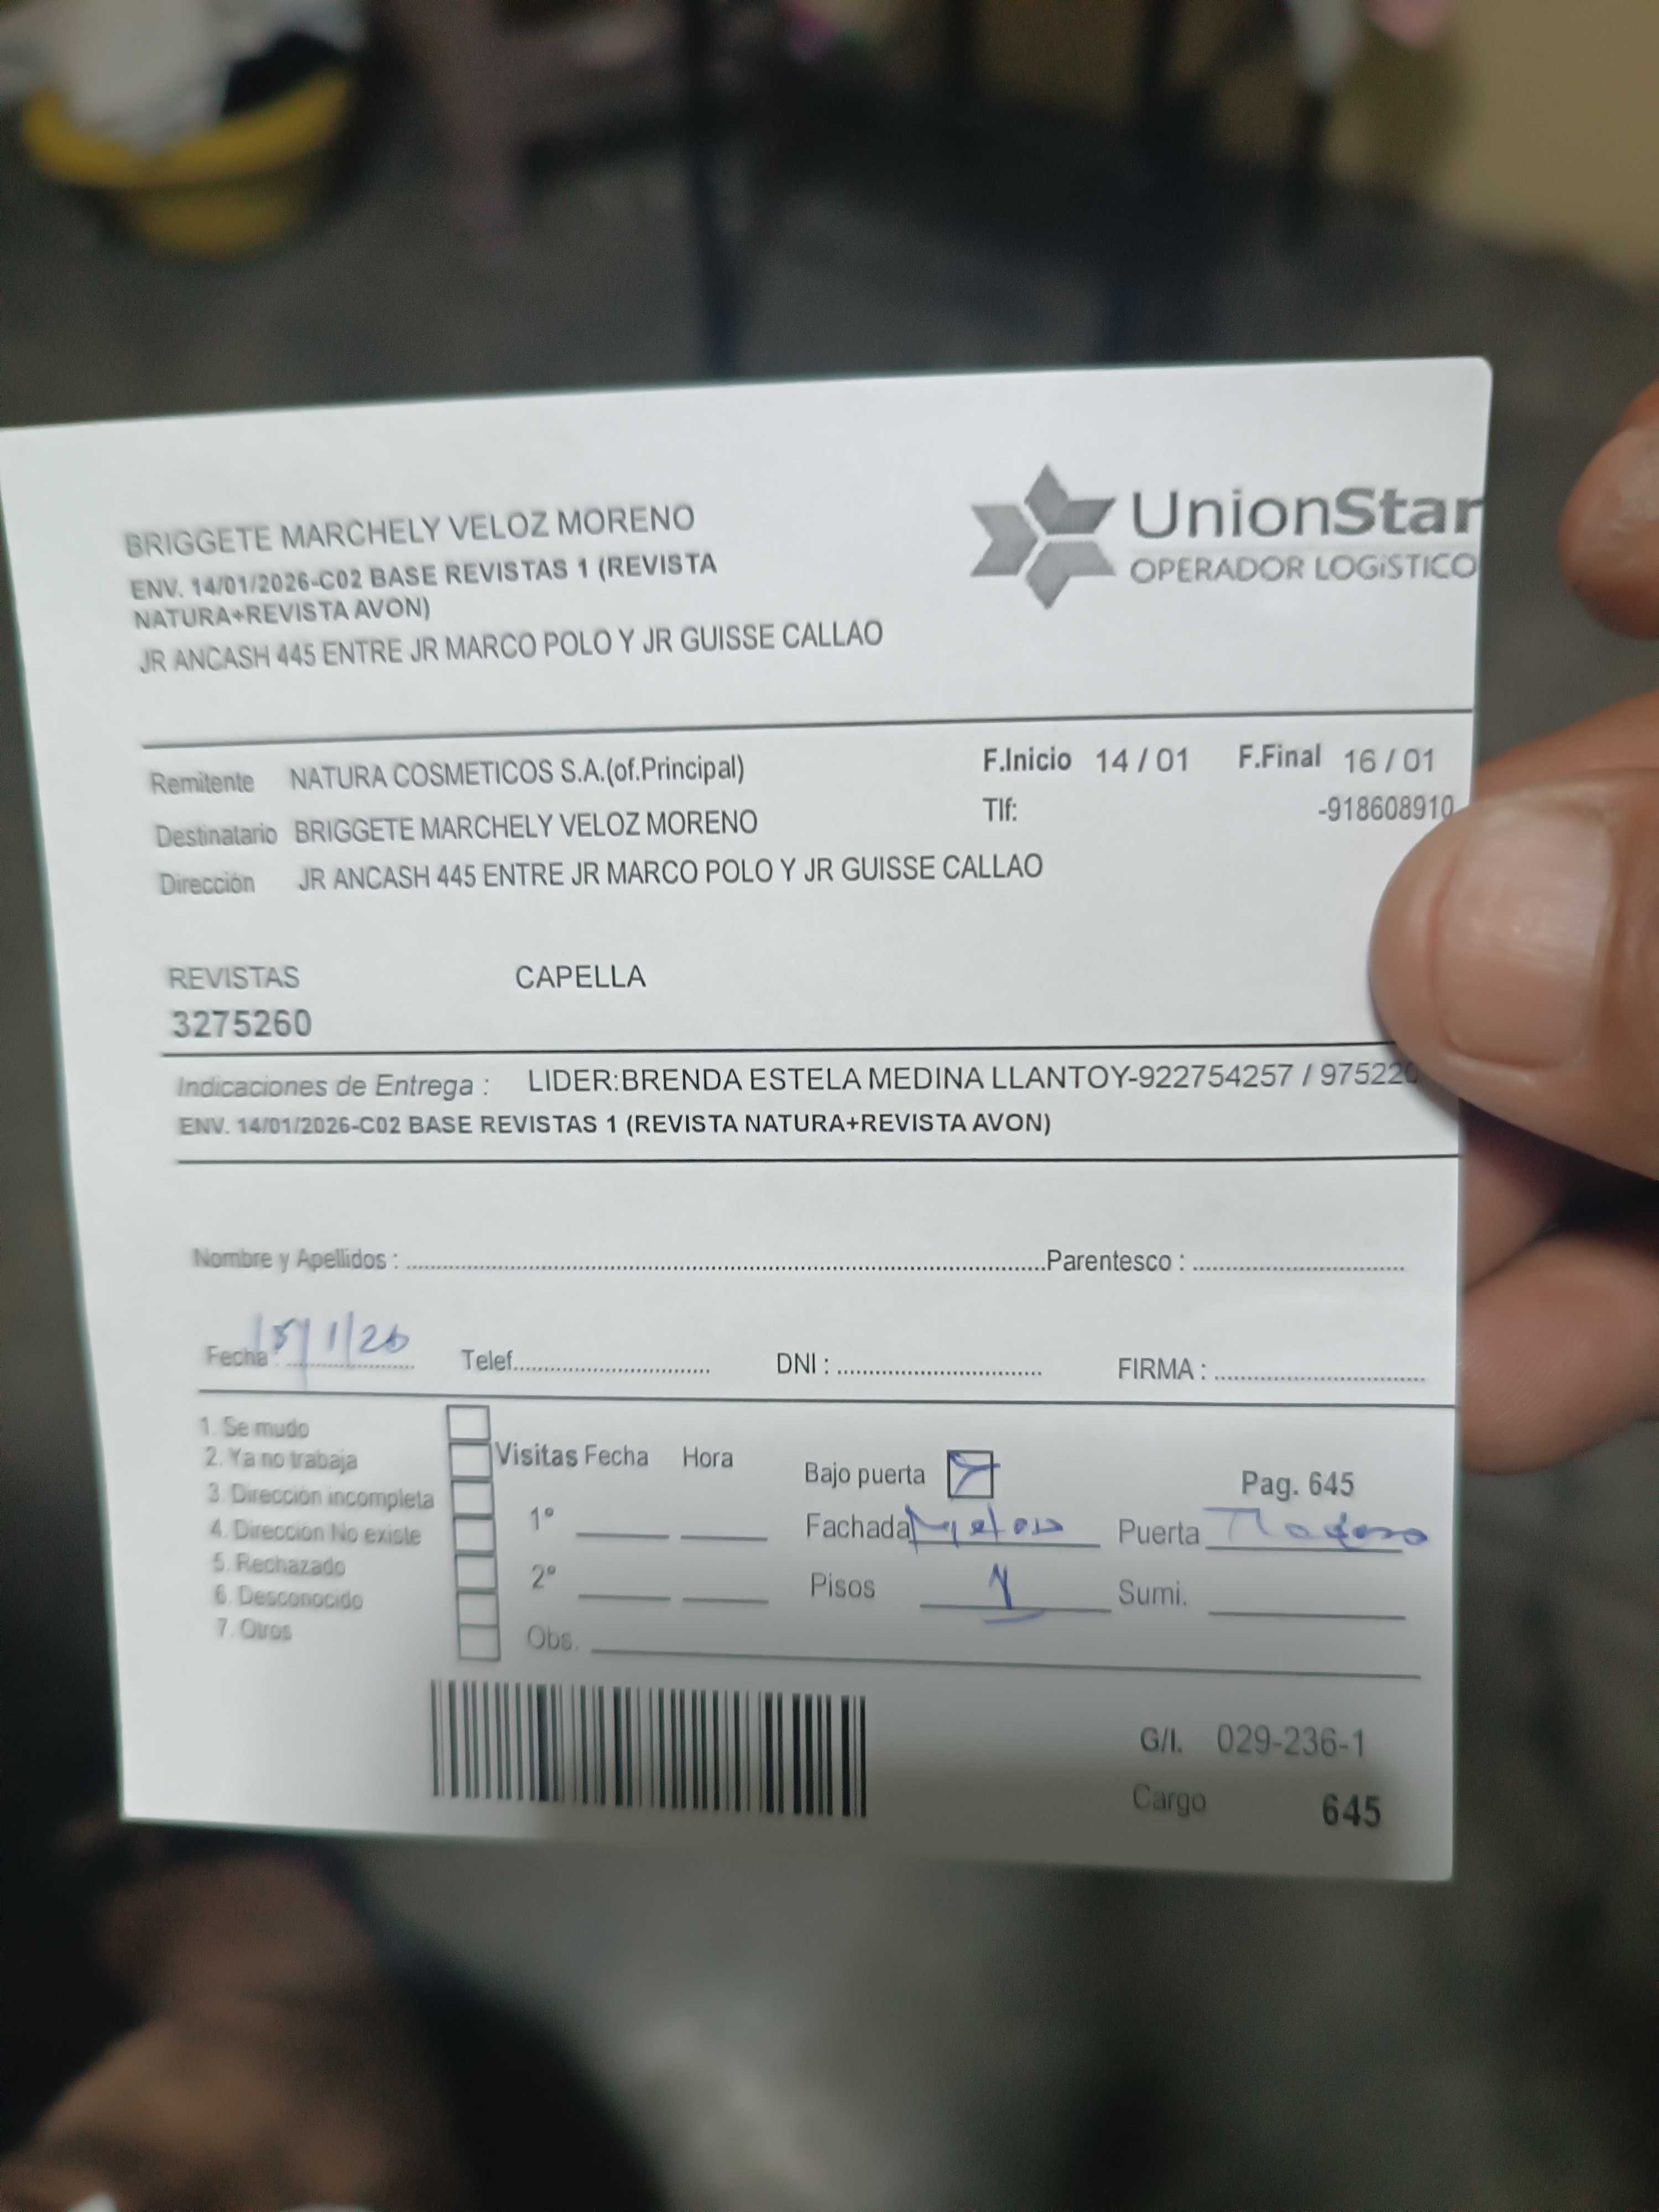 BRIGGETE MARCHELY VELOZ MORENO
ENV. 14/01/2026-C02 BASE REVISTAS 1 (REVISTA
NATURA+REVISTA AVON)
JR ANCASH 445 ENTRE JR MARCO POLO Y JR GUISSE CALLAO
UnionStar
OPERADOR LOGíSTICO
Remitente NATURA COSMETICOS S.A.(of.Principal) F.Inicio 14 / 01 F.Final 16 / 01
Destinatario BRIGGETE MARCHELY VELOZ MORENO Tlf: -918608910
Dirección JR ANCASH 445 ENTRE JR MARCO POLO Y JR GUISSE CALLAO
REVISTAS CAPELLA
3275260
Indicaciones de Entrega : LIDER:BRENDA ESTELA MEDINA LLANTOY-922754257 / 97522
ENV. 14/01/2026-C02 BASE REVISTAS 1 (REVISTA NATURA+REVISTA AVON)
Nombre y Apellidos : Parentesco :
Fecha : 15/1/26 Telef. DNI : FIRMA :
1. Se mudo
2. Ya no trabaja Visitas Fecha Hora Bajo puerta Pag. 645
3. Dirección incompleta
4. Dirección No existe 1° Fachada Puerta
5. Rechazado
6. Desconocido 2° Pisos 1 Sumi.
7. Otros Obs.
G/I. 029-236-1
Cargo 645